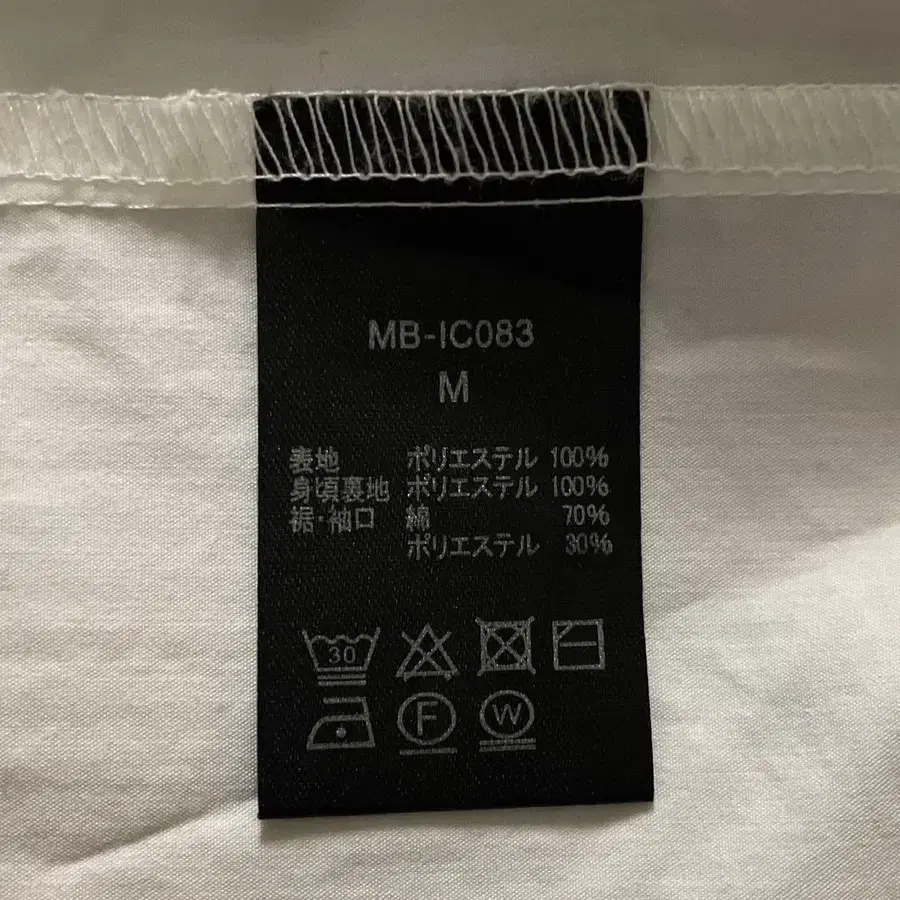 MB-IC083
M
表地 ポリエステル 100%
身頃裏地 ポリエステル 100%
裾・袖口 綿 70%
ポリエステル 30%
30
F W